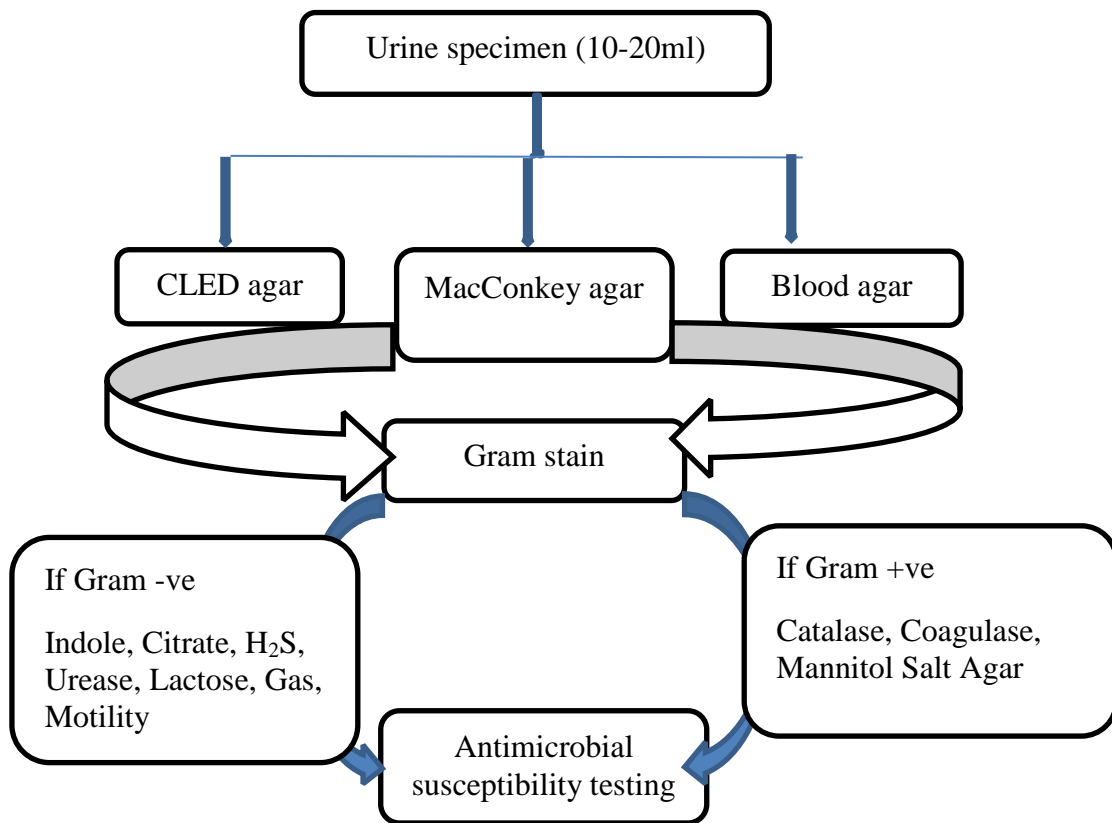 Urine specimen (10-20ml)
CLED agar
MacConkey agar
Blood agar
Gram stain
If Gram -ve
Indole, Citrate, H₂S,
Urease, Lactose, Gas,
Motility
If Gram +ve
Catalase, Coagulase,
Mannitol Salt Agar
Antimicrobial
susceptibility testing